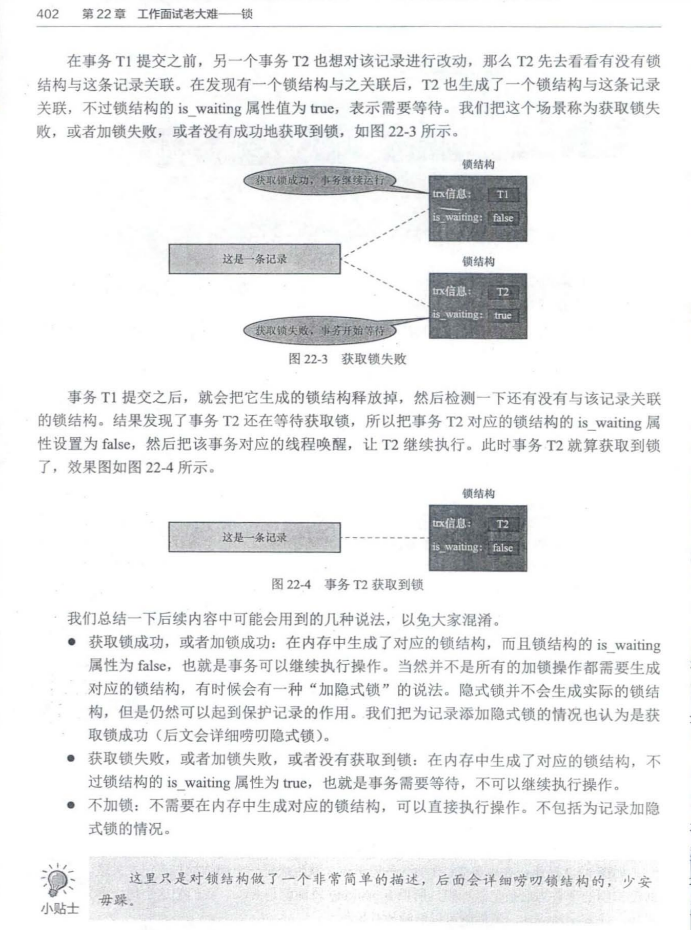 402 第 22 章 工作面试老大难——锁
在事务 T1 提交之前，另一个事务 T2 也想对该记录进行改动，那么 T2 先去看看有没有锁
结构与这条记录关联。在发现有一个锁结构与之关联后，T2 也生成了一个锁结构与这条记录
关联，不过锁结构的 is_waiting 属性值为 true，表示需要等待。我们把这个场景称为获取锁失
败，或者加锁失败，或者没有成功地获取到锁，如图 22-3 所示。
锁结构
获取锁成功，事务继续运行
trx信息： T1
is_waiting: false
这是一条记录
锁结构
trx信息： T2
is_waiting: true
获取锁失败，事务开始等待
图 22-3 获取锁失败
事务 T1 提交之后，就会把它生成的锁结构释放掉，然后检测一下还有没有与该记录关联
的锁结构。结果发现了事务 T2 还在等待获取锁，所以把事务 T2 对应的锁结构的 is_waiting 属
性设置为 false，然后把该事务对应的线程唤醒，让 T2 继续执行。此时事务 T2 就算获取到锁
了，效果图如图 22-4 所示。
锁结构
trx信息： T2
这是一条记录
is_waiting: false
图 22-4 事务 T2 获取到锁
我们总结一下后续内容中可能会用到的几种说法，以免大家混淆。
● 获取锁成功，或者加锁成功：在内存中生成了对应的锁结构，而且锁结构的 is_waiting
属性为 false，也就是事务可以继续执行操作。当然并不是所有的加锁操作都需要生成
对应的锁结构，有时候会有一种“加隐式锁”的说法。隐式锁并不会生成实际的锁结
构，但是仍然可以起到保护记录的作用。我们把为记录添加隐式锁的情况也认为是获
取锁成功（后文会详细唠叨隐式锁）。
● 获取锁失败，或者加锁失败，或者没有获取到锁：在内存中生成了对应的锁结构，不
过锁结构的 is_waiting 属性为 true，也就是事务需要等待，不可以继续执行操作。
● 不加锁：不需要在内存中生成对应的锁结构，可以直接执行操作。不包括为记录加隐
式锁的情况。
这里只是对锁结构做了一个非常简单的描述，后面会详细唠叨锁结构的，少安
毋躁。
小贴士